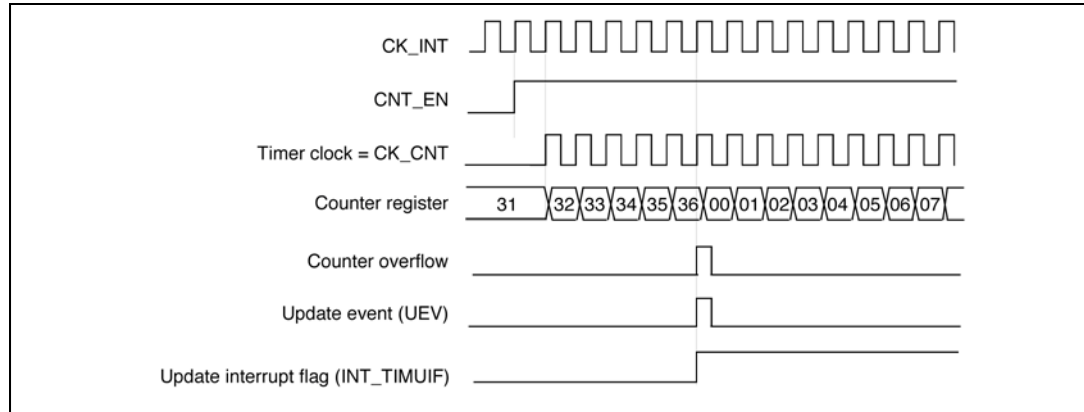 CK_INT
CNT_EN
Timer clock = CK_CNT
Counter register 31 32 33 34 35 36 00 01 02 03 04 05 06 07
Counter overflow
Update event (UEV)
Update interrupt flag (INT_TIMUIF)